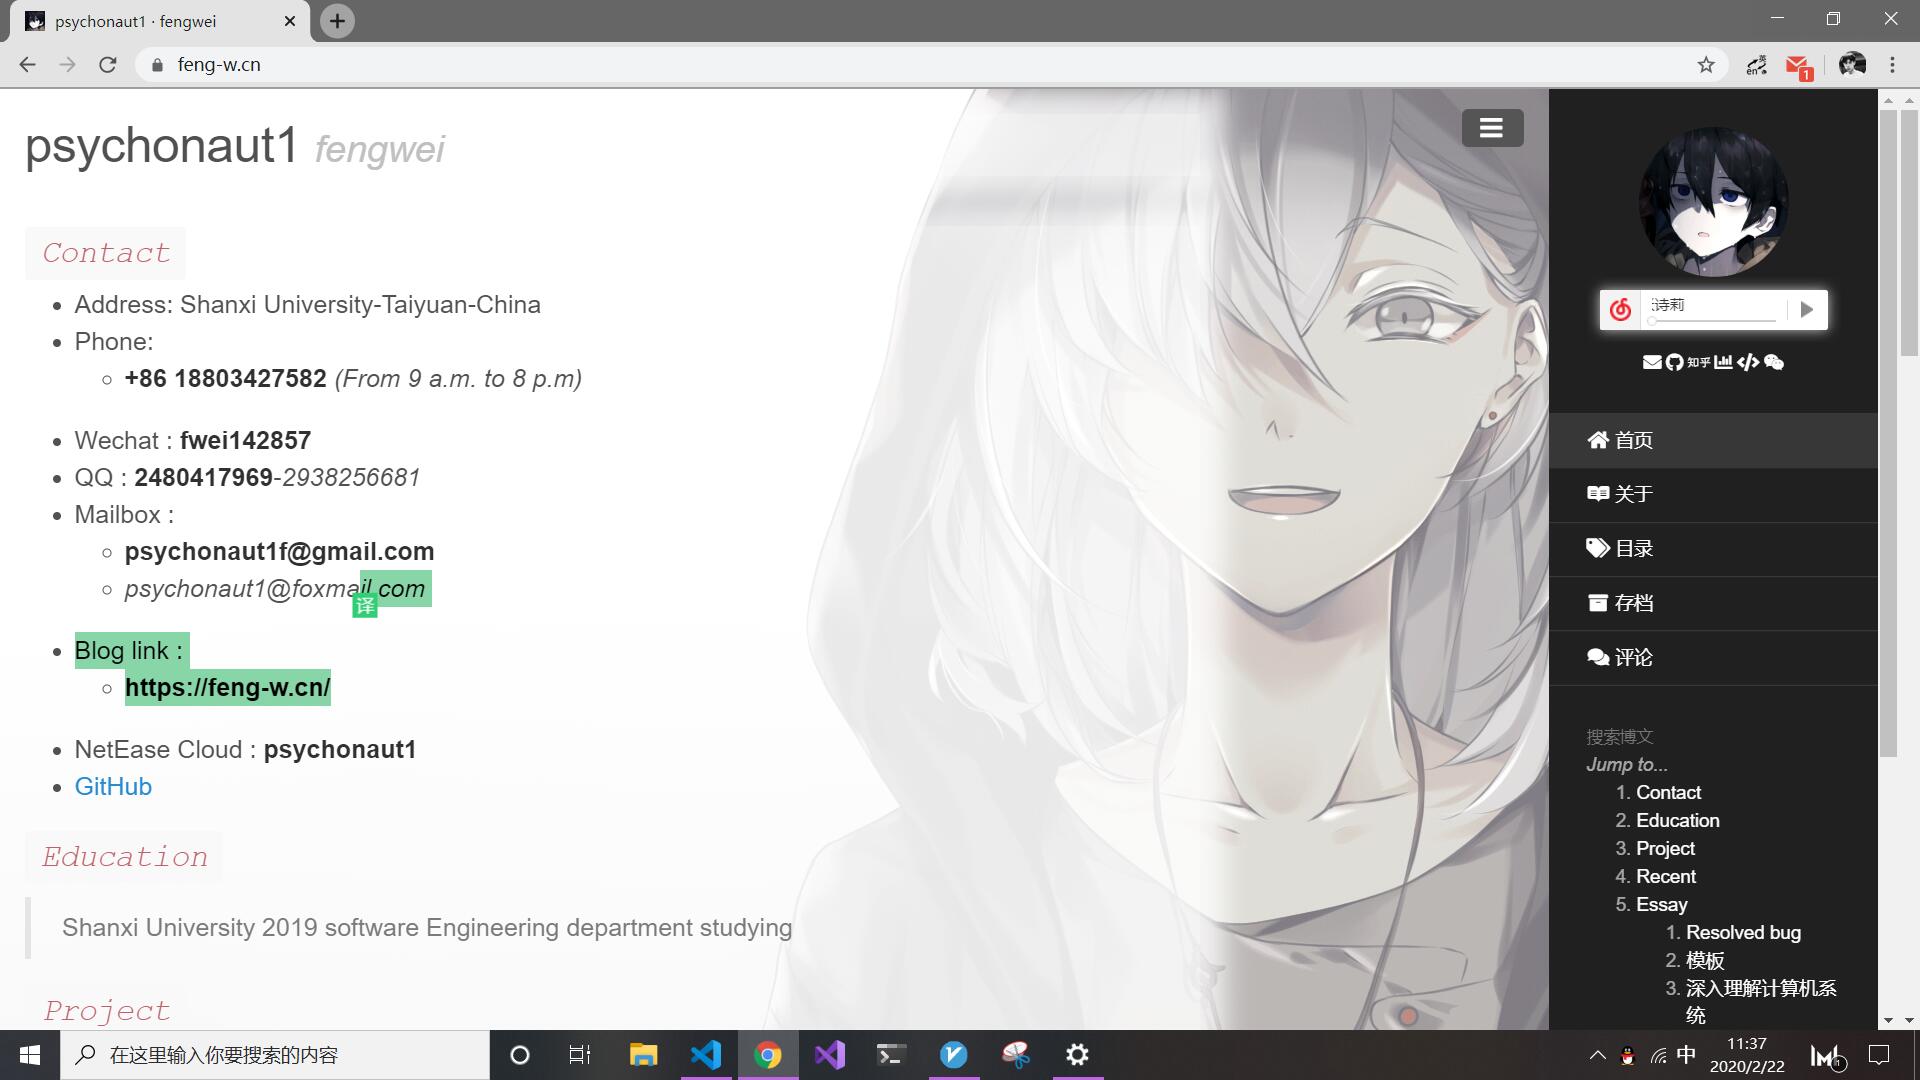 psychonaut1 · fengwei
feng-w.cn
en英
1
psychonaut1 fengwei
Contact
Address: Shanxi University-Taiyuan-China
Phone:
+86 18803427582 (From 9 a.m. to 8 p.m)
Wechat : fwei142857
QQ : 2480417969-2938256681
Mailbox :
psychonaut1f@gmail.com
psychonaut1@foxmail.com
译
Blog link :
https://feng-w.cn/
NetEase Cloud : psychonaut1
GitHub
Education
Shanxi University 2019 software Engineering department studying
Project
诗莉
知乎
首页
关于
目录
存档
评论
搜索博文
Jump to...
1. Contact
2. Education
3. Project
4. Recent
5. Essay
1. Resolved bug
2. 模板
3. 深入理解计算机系
统
在这里输入你要搜索的内容
中
11:37
2020/2/22
1